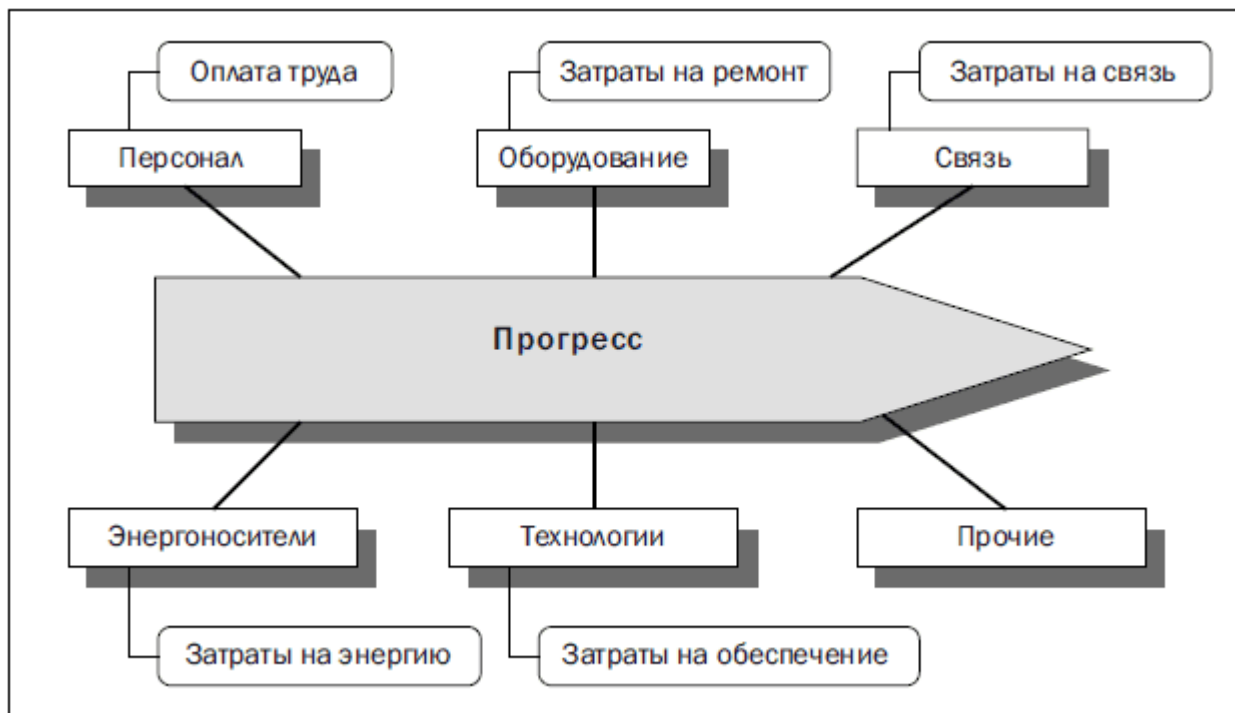 Оплата труда
Затраты на ремонт
Затраты на связь
Персонал
Оборудование
Связь
Прогресс
Энергоносители
Технологии
Прочие
Затраты на энергию
Затраты на обеспечение